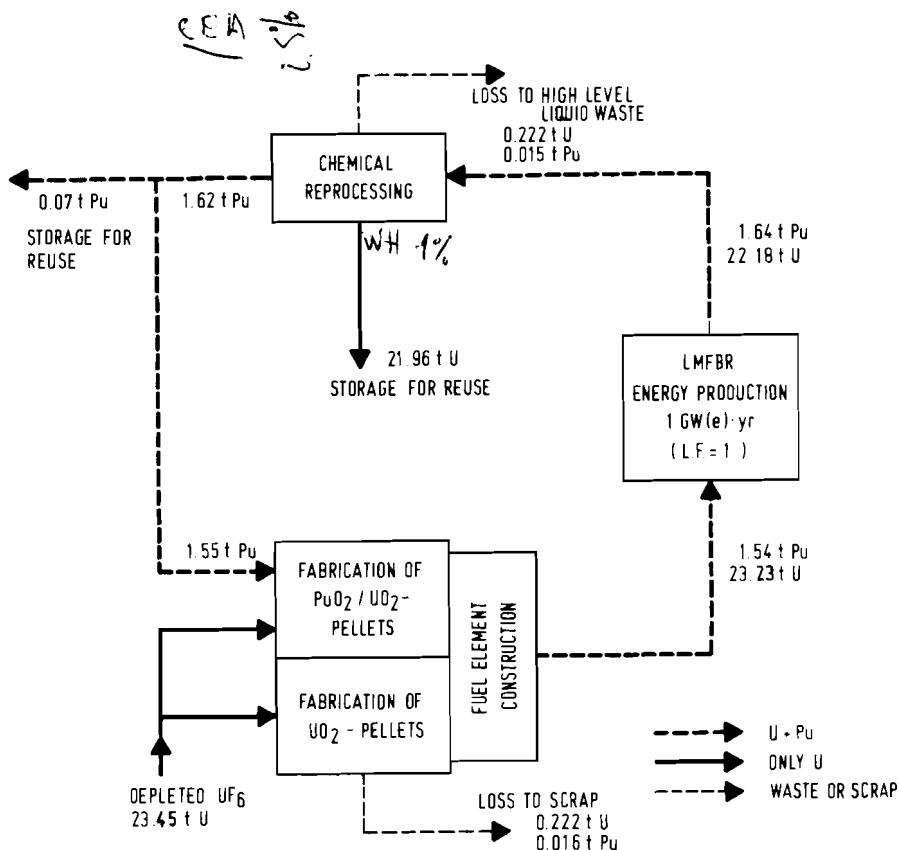 CEA
LOSS TO HIGH LEVEL
LIQUID WASTE
0.222 t U
0.015 t Pu
CHEMICAL
REPROCESSING
0.07 t Pu
1.62 t Pu
STORAGE FOR
REUSE
WH 1%
1.64 t Pu
22.18 t U
21.96 t U
STORAGE FOR REUSE
LMFBR
ENERGY PRODUCTION
1 GW(e)·yr
( L.F. = 1 )
1.55 t Pu
FABRICATION OF
PuO2 / UO2-
PELLETS
FUEL ELEMENT
CONSTRUCTION
1.54 t Pu
23.23 t U
FABRICATION OF
UO2 - PELLETS
DEPLETED UF6
23.45 t U
LOSS TO SCRAP
0.222 t U
0.016 t Pu
U + Pu
ONLY U
WASTE OR SCRAP